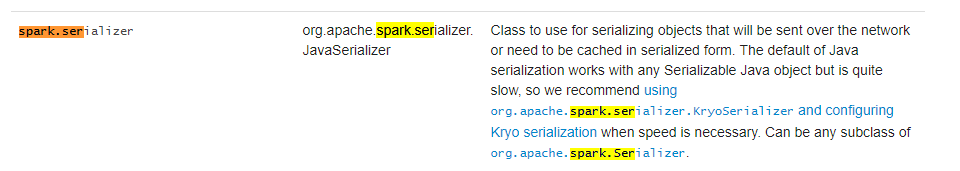 spark.serializer
org.apache.spark.serializer.
JavaSerializer
Class to use for serializing objects that will be sent over the network
or need to be cached in serialized form. The default of Java
serialization works with any Serializable Java object but is quite
slow, so we recommend using
org.apache.spark.serializer.KryoSerializer and configuring
Kryo serialization when speed is necessary. Can be any subclass of
org.apache.spark.Serializer.